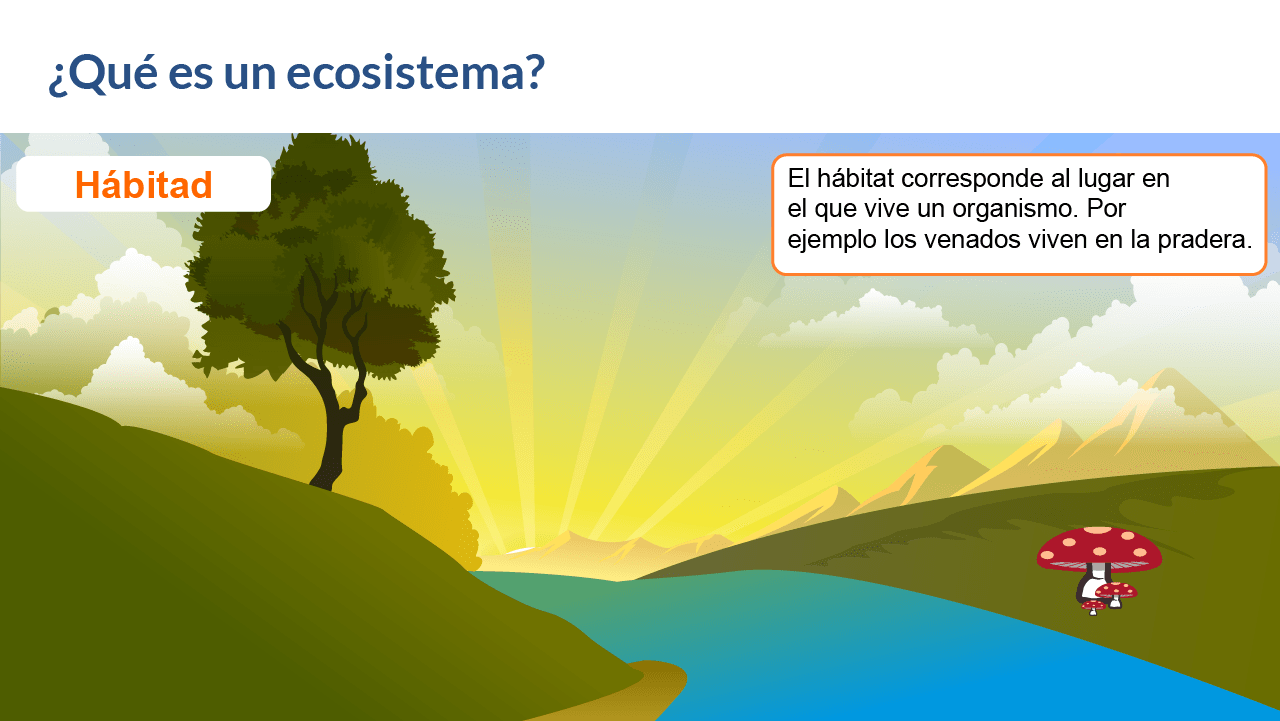 ¿Qué es un ecosistema?
Hábitad
El hábitat corresponde al lugar en
el que vive un organismo. Por
ejemplo los venados viven en la pradera.